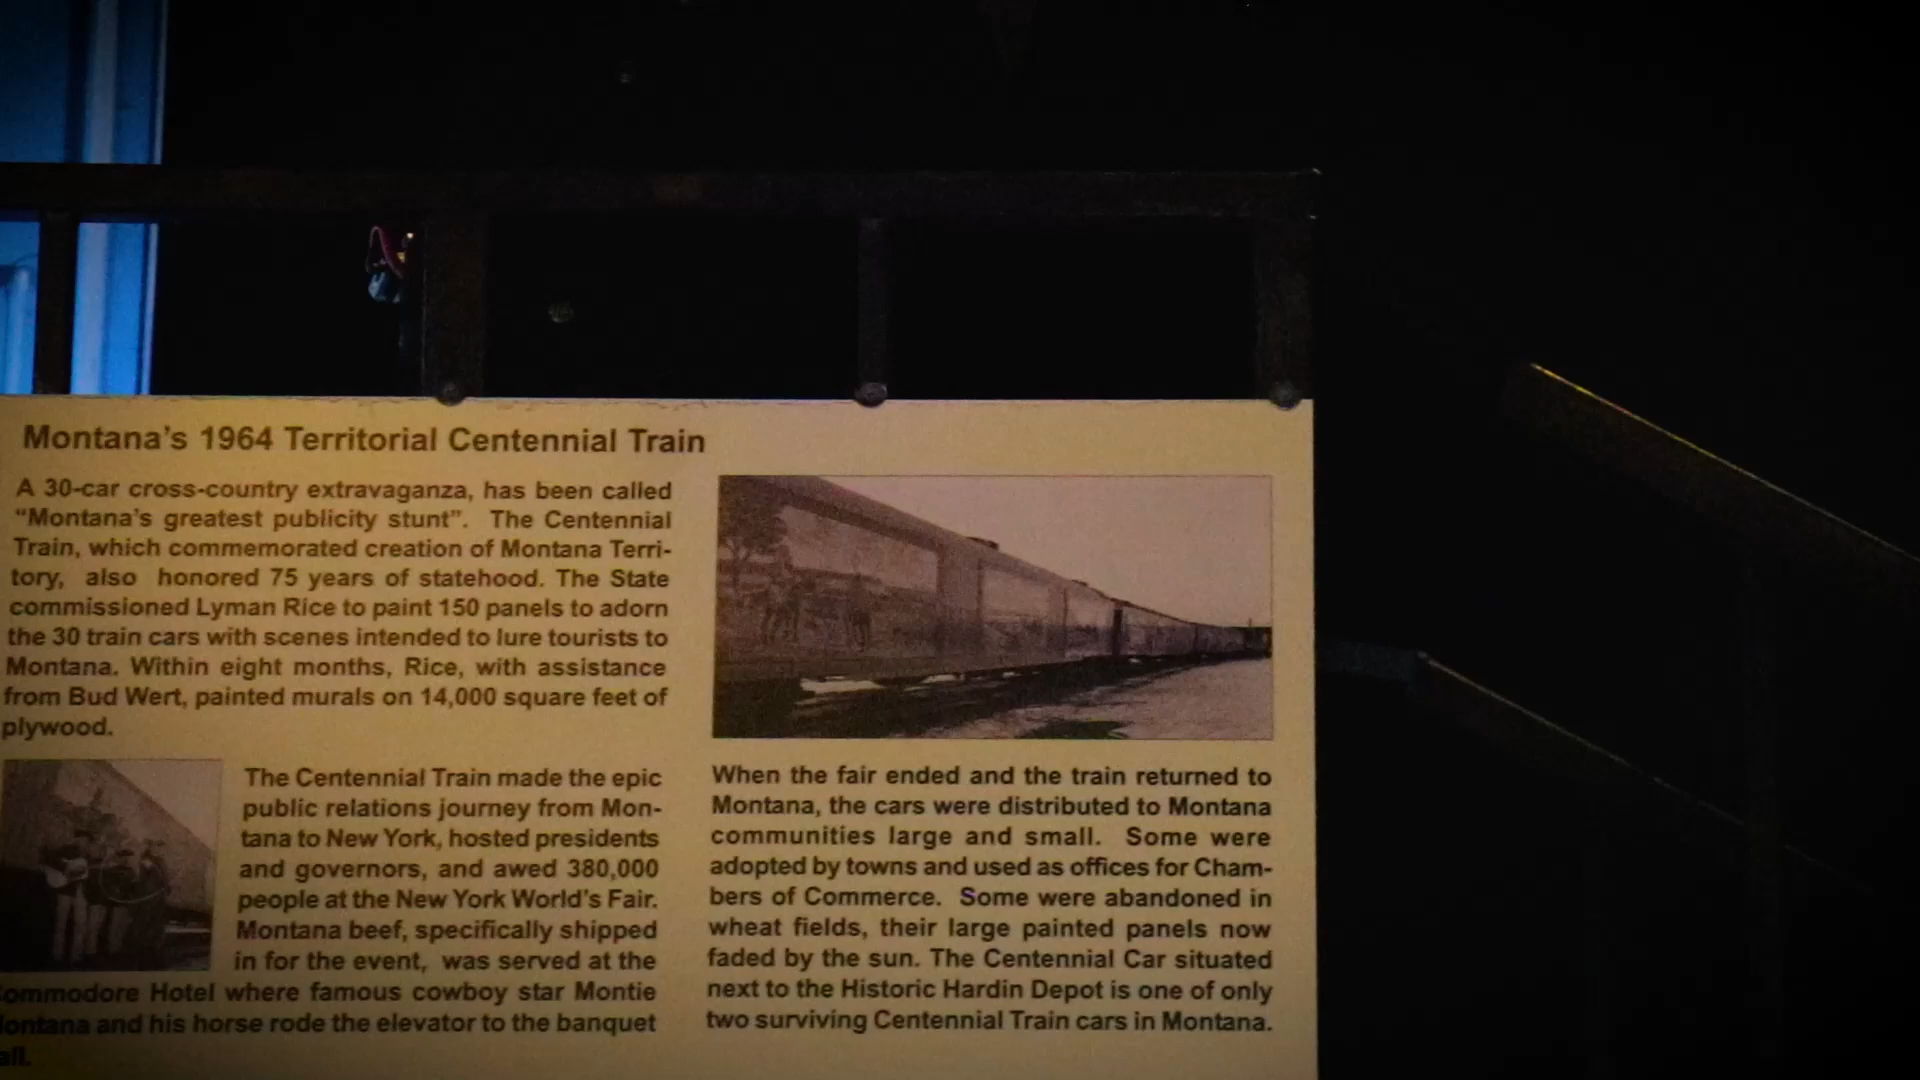 Montana's 1964 Territorial Centennial Train
A 30-car cross-country extravaganza, has been called
“Montana's greatest publicity stunt”. The Centennial
Train, which commemorated creation of Montana Terri-
tory, also honored 75 years of statehood. The State
commissioned Lyman Rice to paint 150 panels to adorn
the 30 train cars with scenes intended to lure tourists to
Montana. Within eight months, Rice, with assistance
from Bud Wert, painted murals on 14,000 square feet of
plywood.
The Centennial Train made the epic
public relations journey from Mon-
tana to New York, hosted presidents
and governors, and awed 380,000
people at the New York World's Fair.
Montana beef, specifically shipped
in for the event, was served at the
ommodore Hotel where famous cowboy star Montie
ontana and his horse rode the elevator to the banquet
all.
When the fair ended and the train returned to
Montana, the cars were distributed to Montana
communities large and small. Some were
adopted by towns and used as offices for Cham-
bers of Commerce. Some were abandoned in
wheat fields, their large painted panels now
faded by the sun. The Centennial Car situated
next to the Historic Hardin Depot is one of only
two surviving Centennial Train cars in Montana.